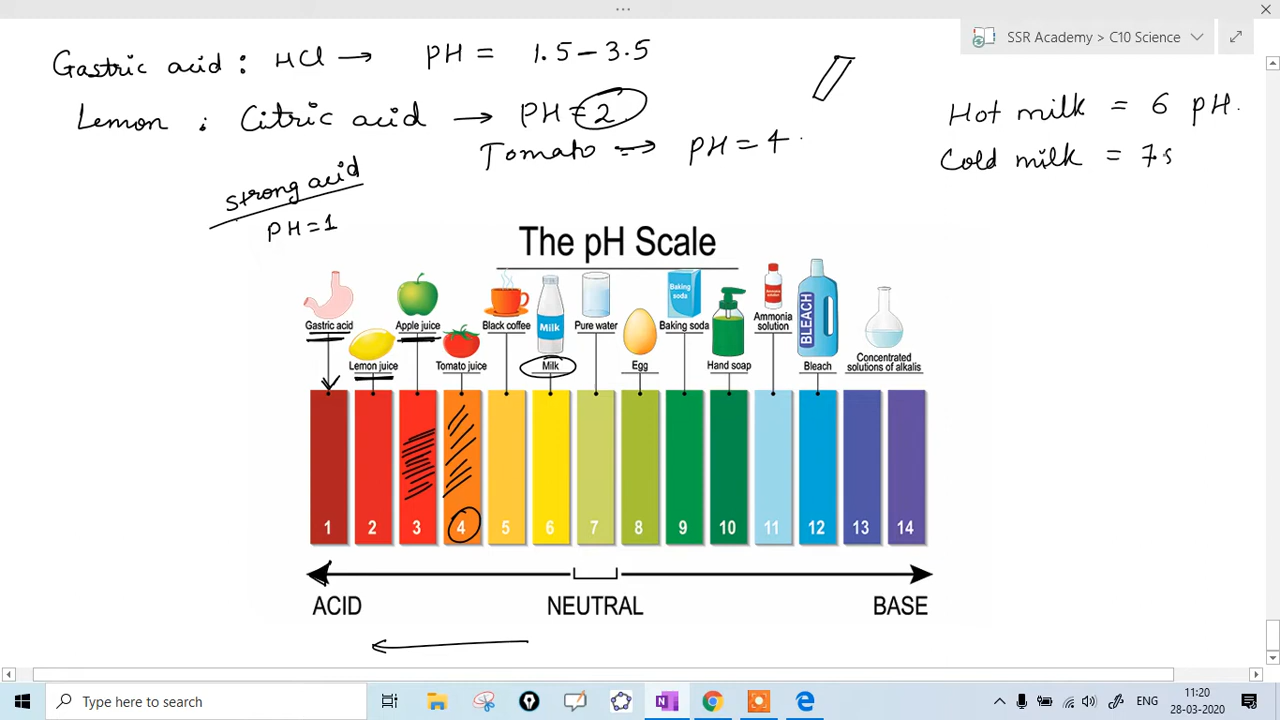 SSR Academy > C10 Science
Gastric acid : HCl → PH = 1.5 – 3.5
Lemon : Citric acid → PH = 2
Tomato → PH = 4
Hot milk = 6 PH.
Cold milk = 7.5
strong acid
PH = 1
The pH Scale
Gastric acid
Lemon juice
Apple juice
Tomato juice
Black coffee
Milk
Milk
Pure water
Egg
Baking soda
Baking soda
Hand soap
Ammonia solution
Ammonia
solution
BLEACH
Bleach
Concentrated
solutions of alkalis
1 2 3 4 5 6 7 8 9 10 11 12 13 14
ACID NEUTRAL BASE
Type here to search
11:20
28-03-2020